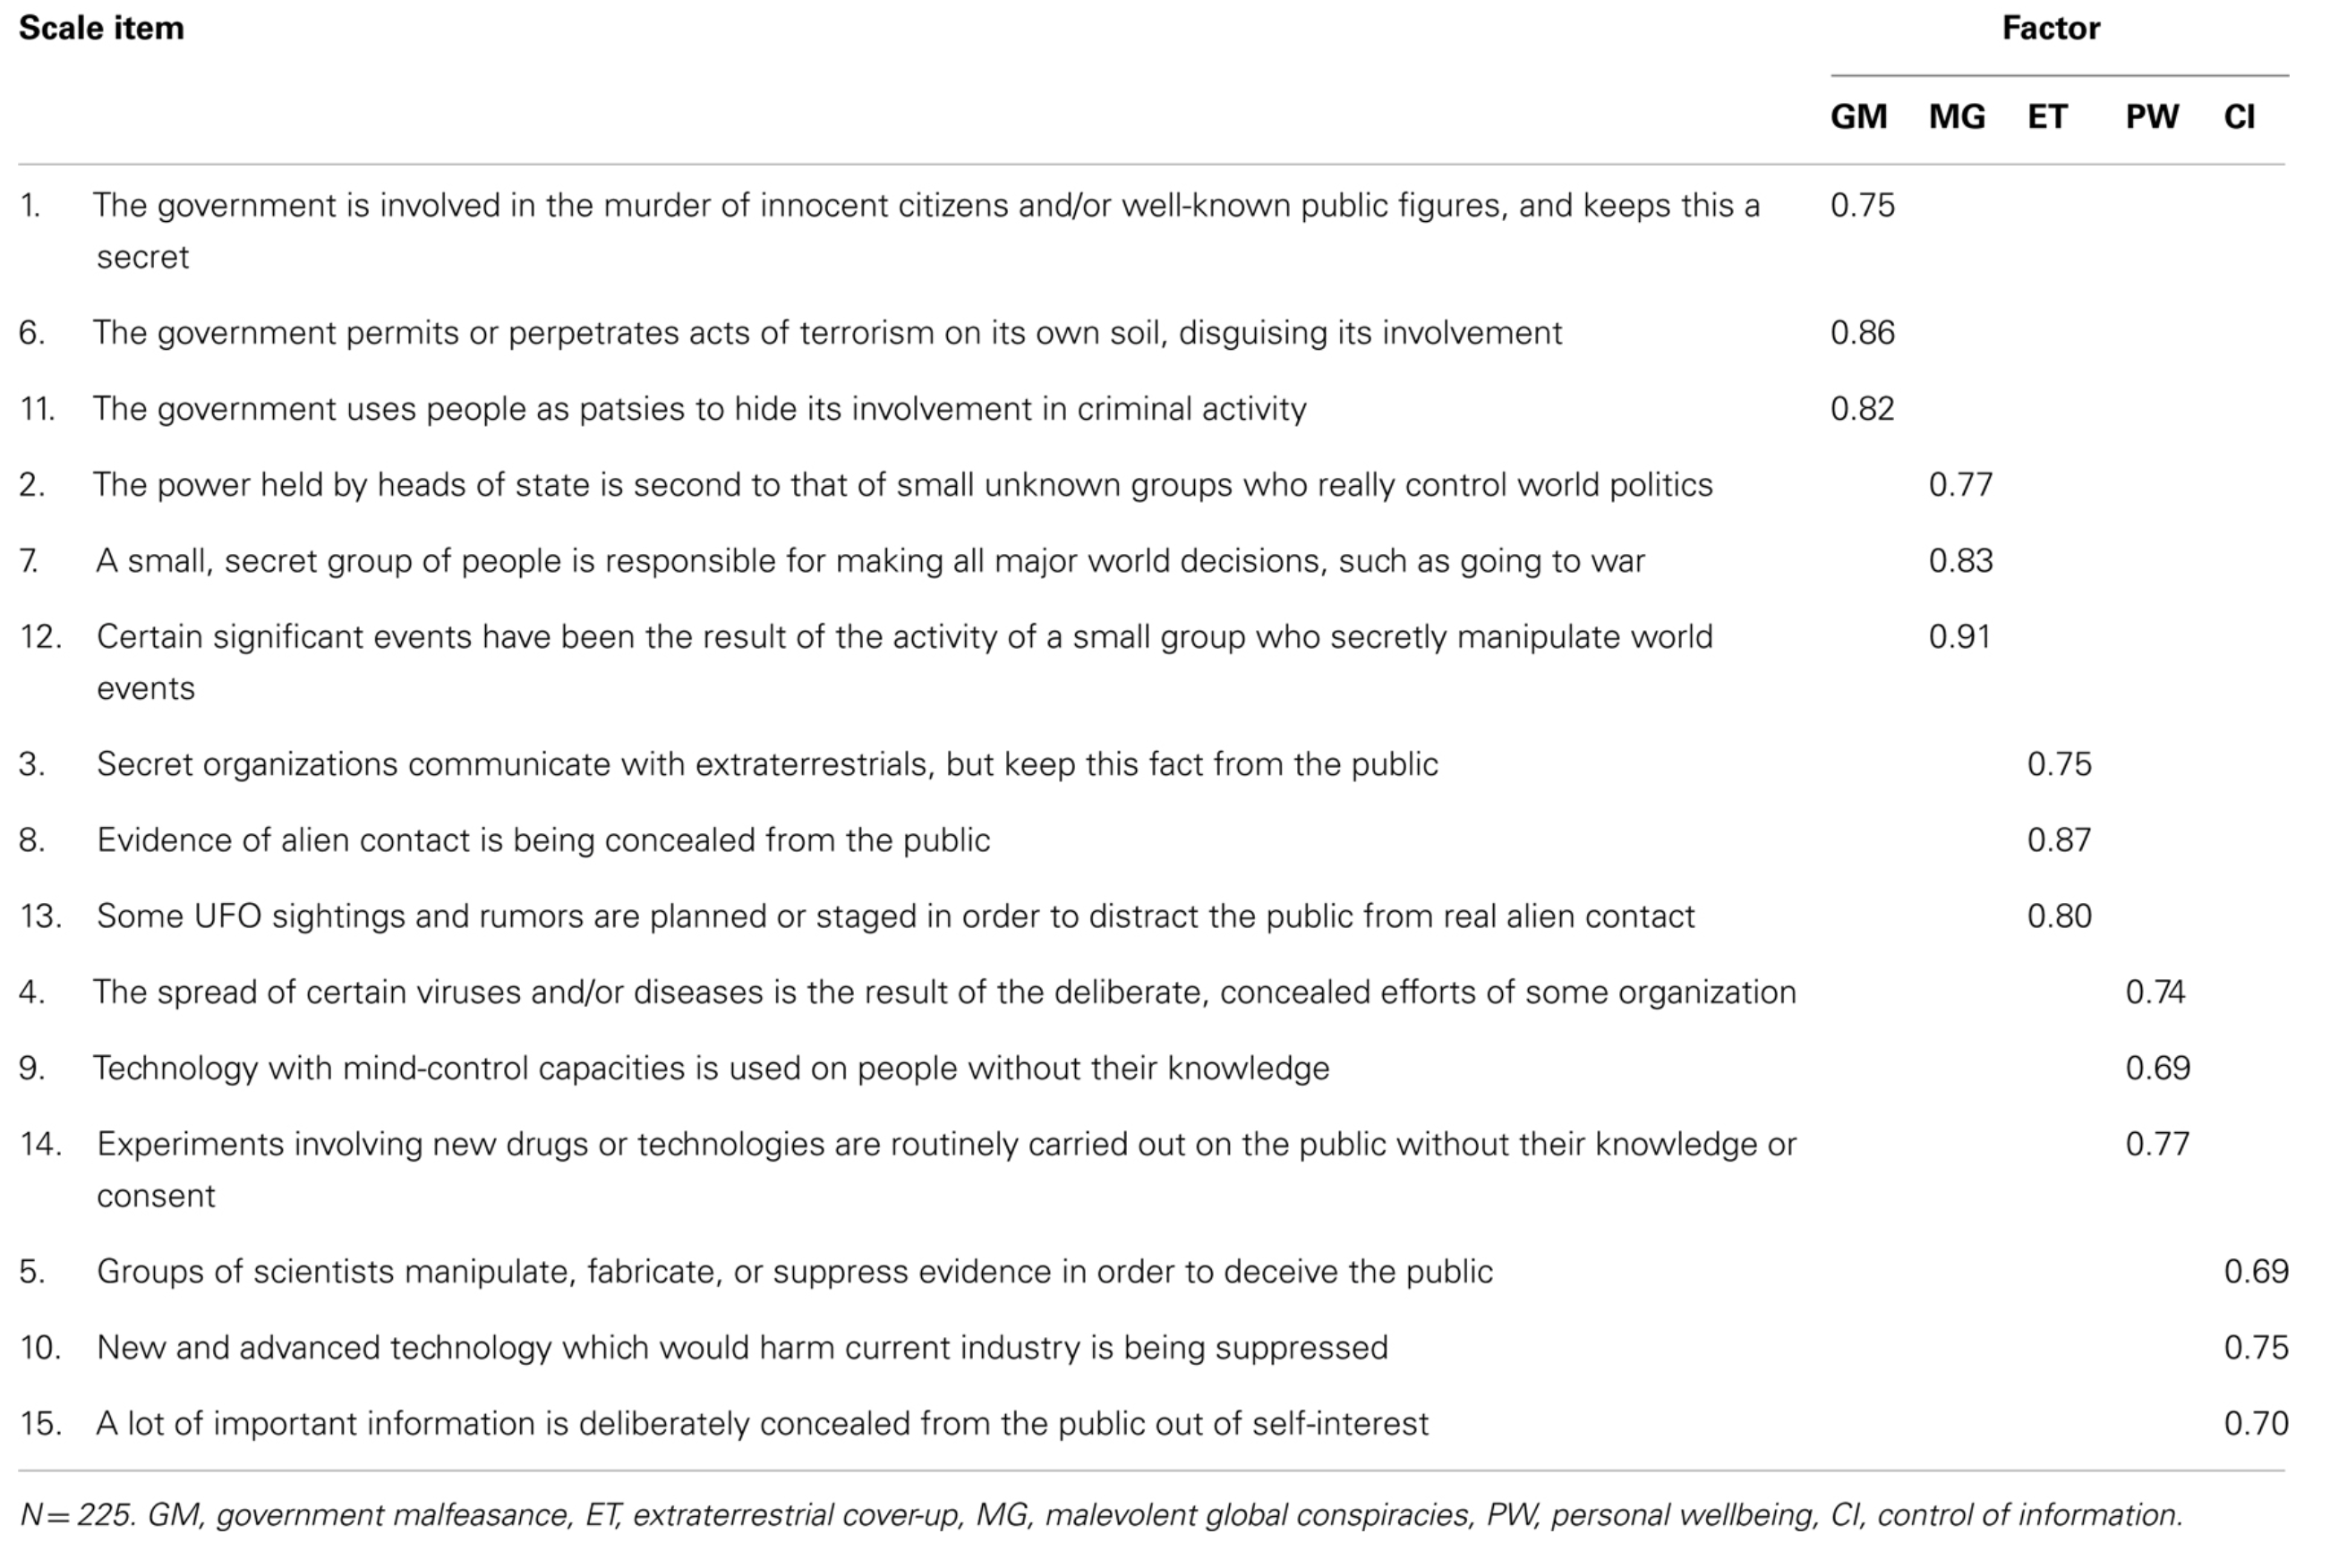 Scale item Factor
GM MG ET PW CI
1. The government is involved in the murder of innocent citizens and/or well-known public figures, and keeps this a 0.75
secret
6. The government permits or perpetrates acts of terrorism on its own soil, disguising its involvement 0.86
11. The government uses people as patsies to hide its involvement in criminal activity 0.82
2. The power held by heads of state is second to that of small unknown groups who really control world politics 0.77
7. A small, secret group of people is responsible for making all major world decisions, such as going to war 0.83
12. Certain significant events have been the result of the activity of a small group who secretly manipulate world 0.91
events
3. Secret organizations communicate with extraterrestrials, but keep this fact from the public 0.75
8. Evidence of alien contact is being concealed from the public 0.87
13. Some UFO sightings and rumors are planned or staged in order to distract the public from real alien contact 0.80
4. The spread of certain viruses and/or diseases is the result of the deliberate, concealed efforts of some organization 0.74
9. Technology with mind-control capacities is used on people without their knowledge 0.69
14. Experiments involving new drugs or technologies are routinely carried out on the public without their knowledge or 0.77
consent
5. Groups of scientists manipulate, fabricate, or suppress evidence in order to deceive the public 0.69
10. New and advanced technology which would harm current industry is being suppressed 0.75
15. A lot of important information is deliberately concealed from the public out of self-interest 0.70
N = 225. GM, government malfeasance, ET, extraterrestrial cover-up, MG, malevolent global conspiracies, PW, personal wellbeing, CI, control of information.